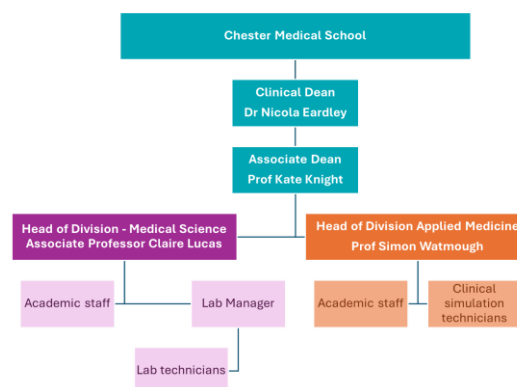 Chester Medical School
Clinical Dean
Dr Nicola Eardley
Associate Dean
Prof Kate Knight
Head of Division - Medical Science
Associate Professor Claire Lucas
Head of Division Applied Medicine
Prof Simon Watmough
Academic staff
Lab Manager
Academic staff
Clinical
simulation
technicians
Lab technicians